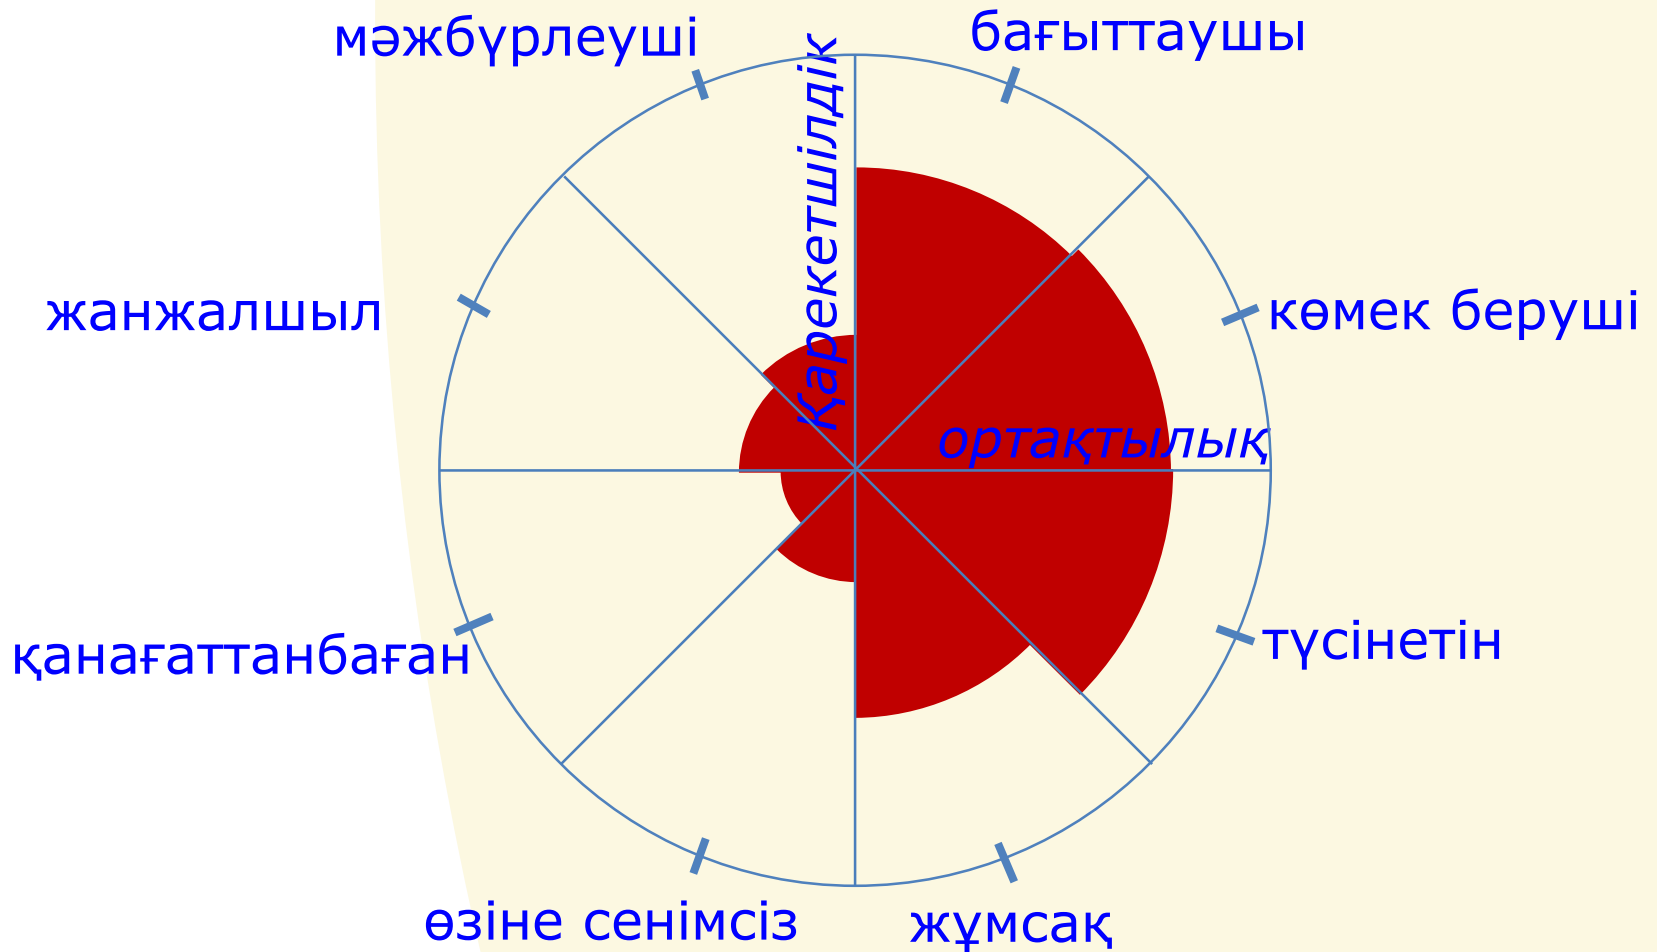 мәжбүрлеуші
бағыттаушы
Қарекетшілдік
жанжалшыл
көмек беруші
ортақтылық
қанағаттанбаған
түсінетін
өзіне сенімсіз
жұмсақ